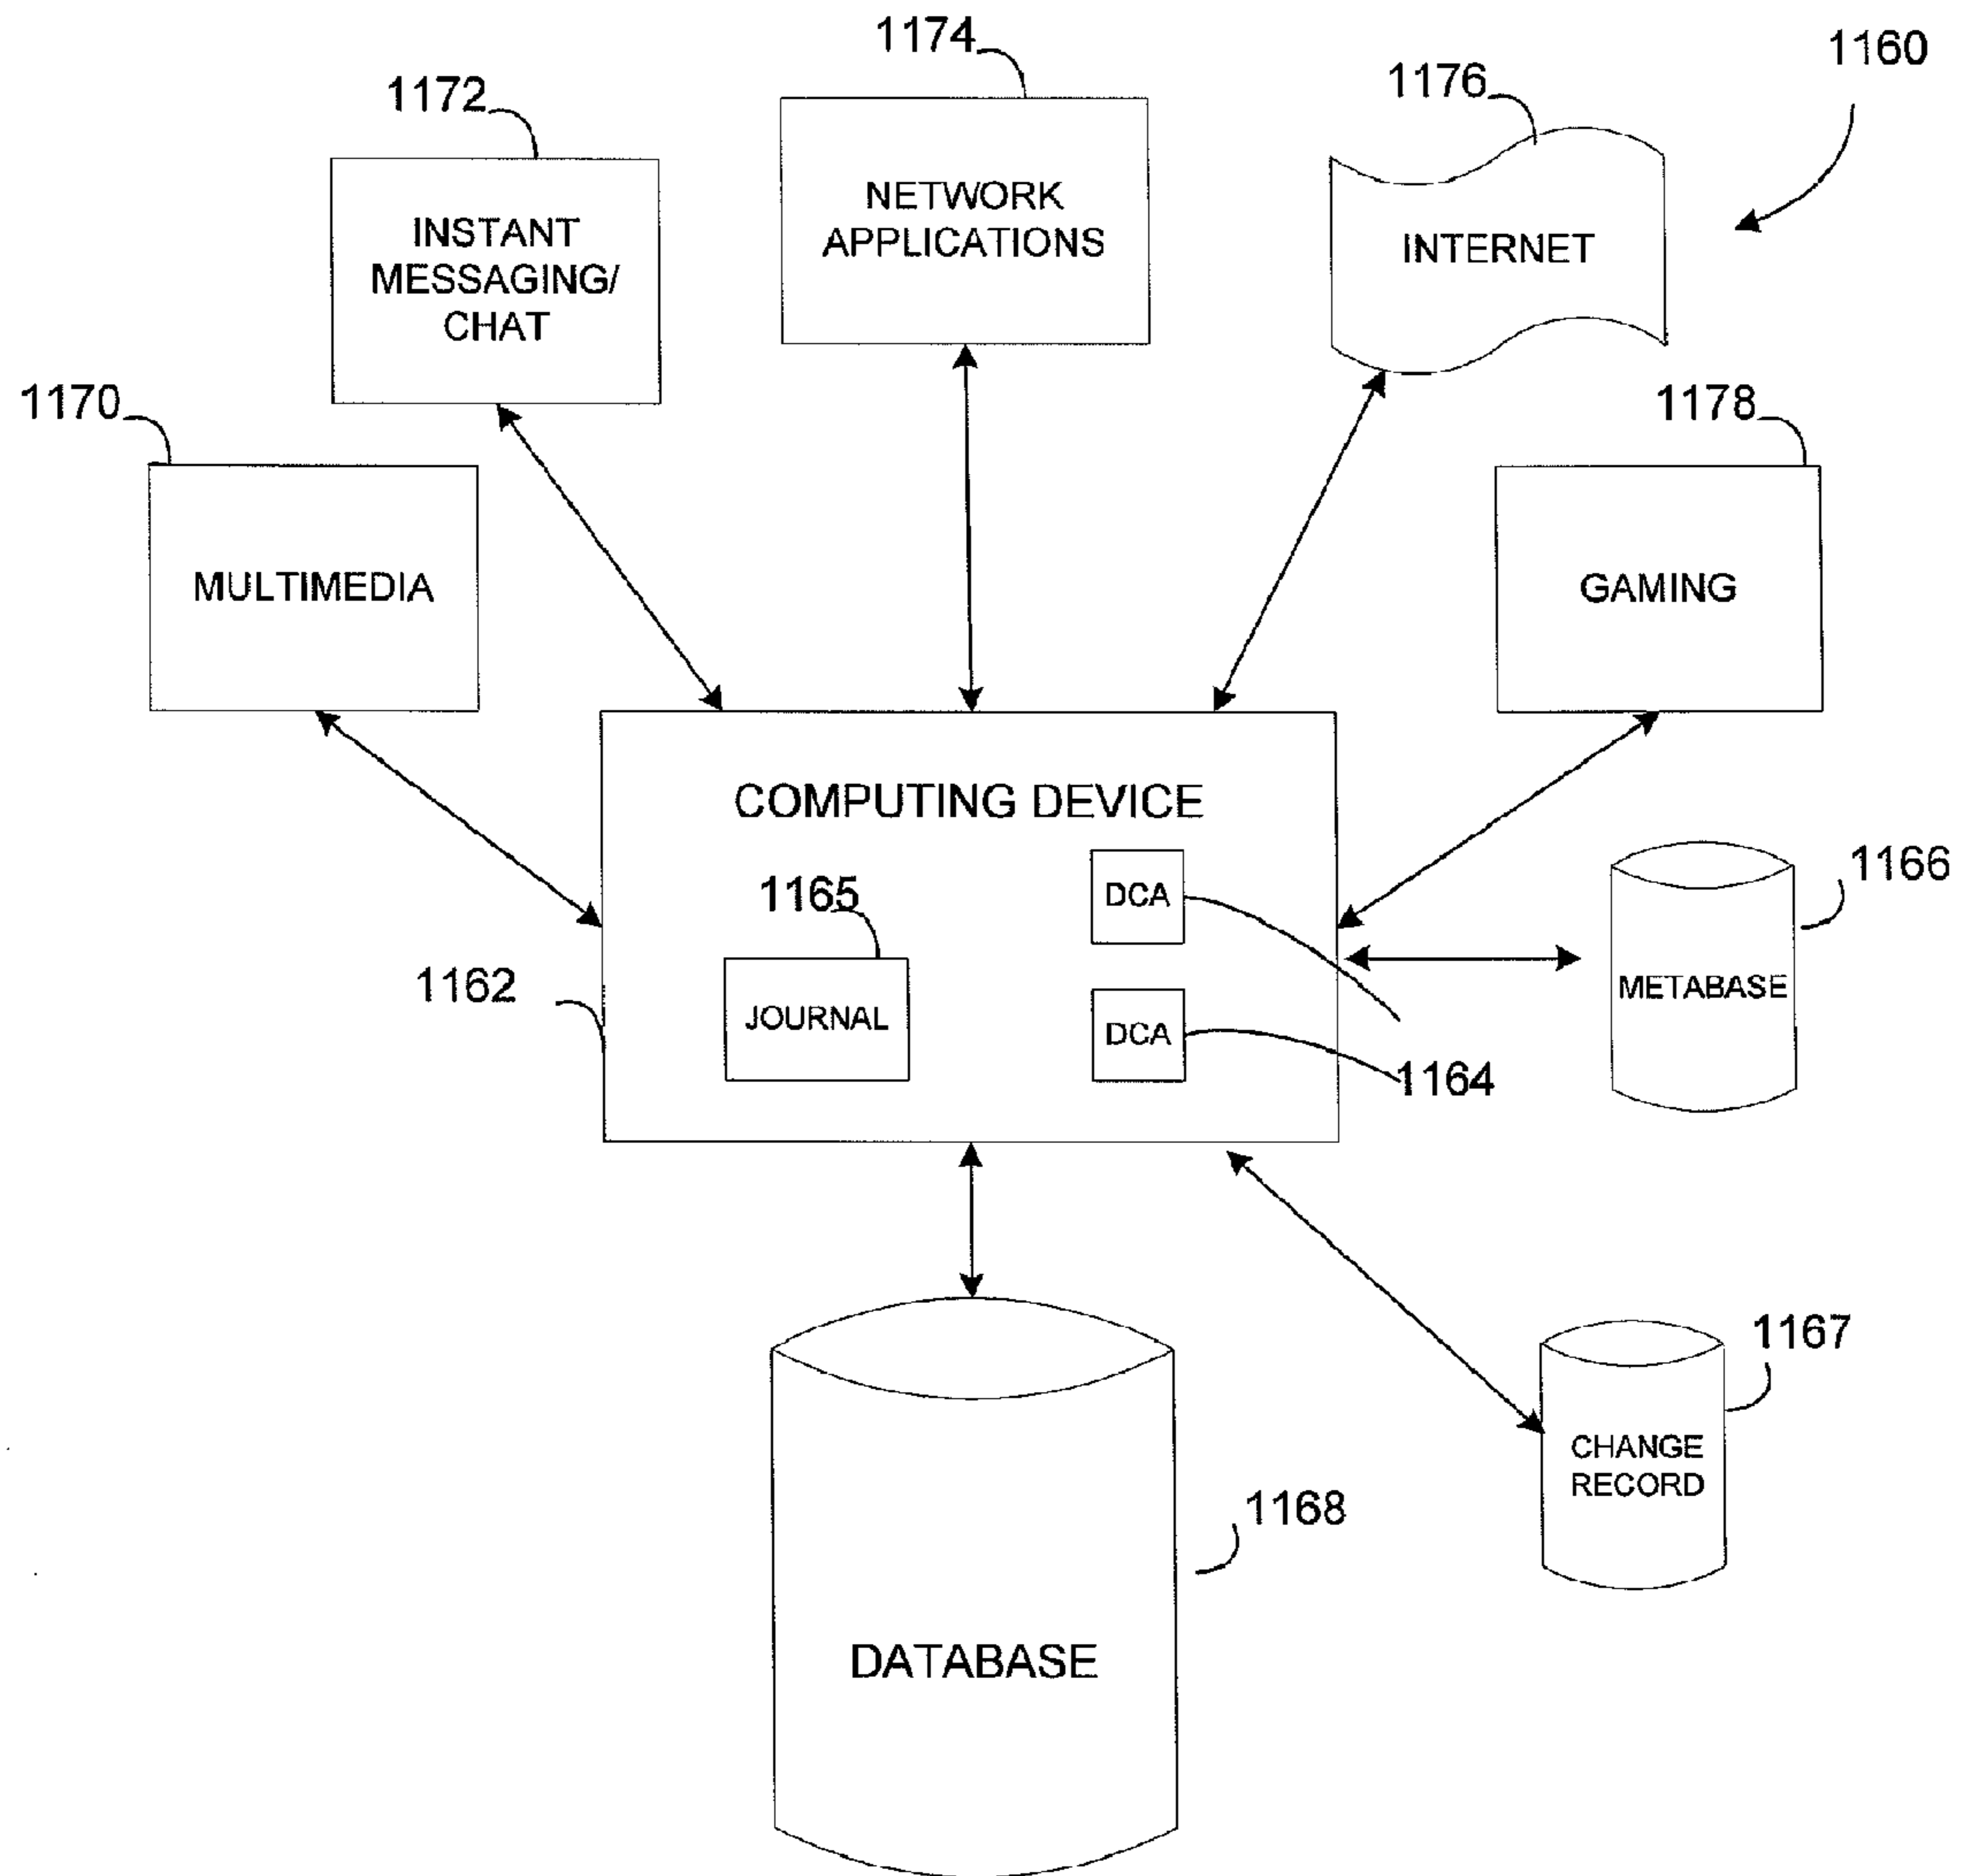 1174
1160
1172
1176
NETWORK
APPLICATIONS
INSTANT
MESSAGING/
CHAT
INTERNET
1170
1178
MULTIMEDIA
GAMING
COMPUTING DEVICE
1166
1165
DCA
METABASE
1162
JOURNAL
DCA
1164
1167
CHANGE
RECORD
1168
DATABASE